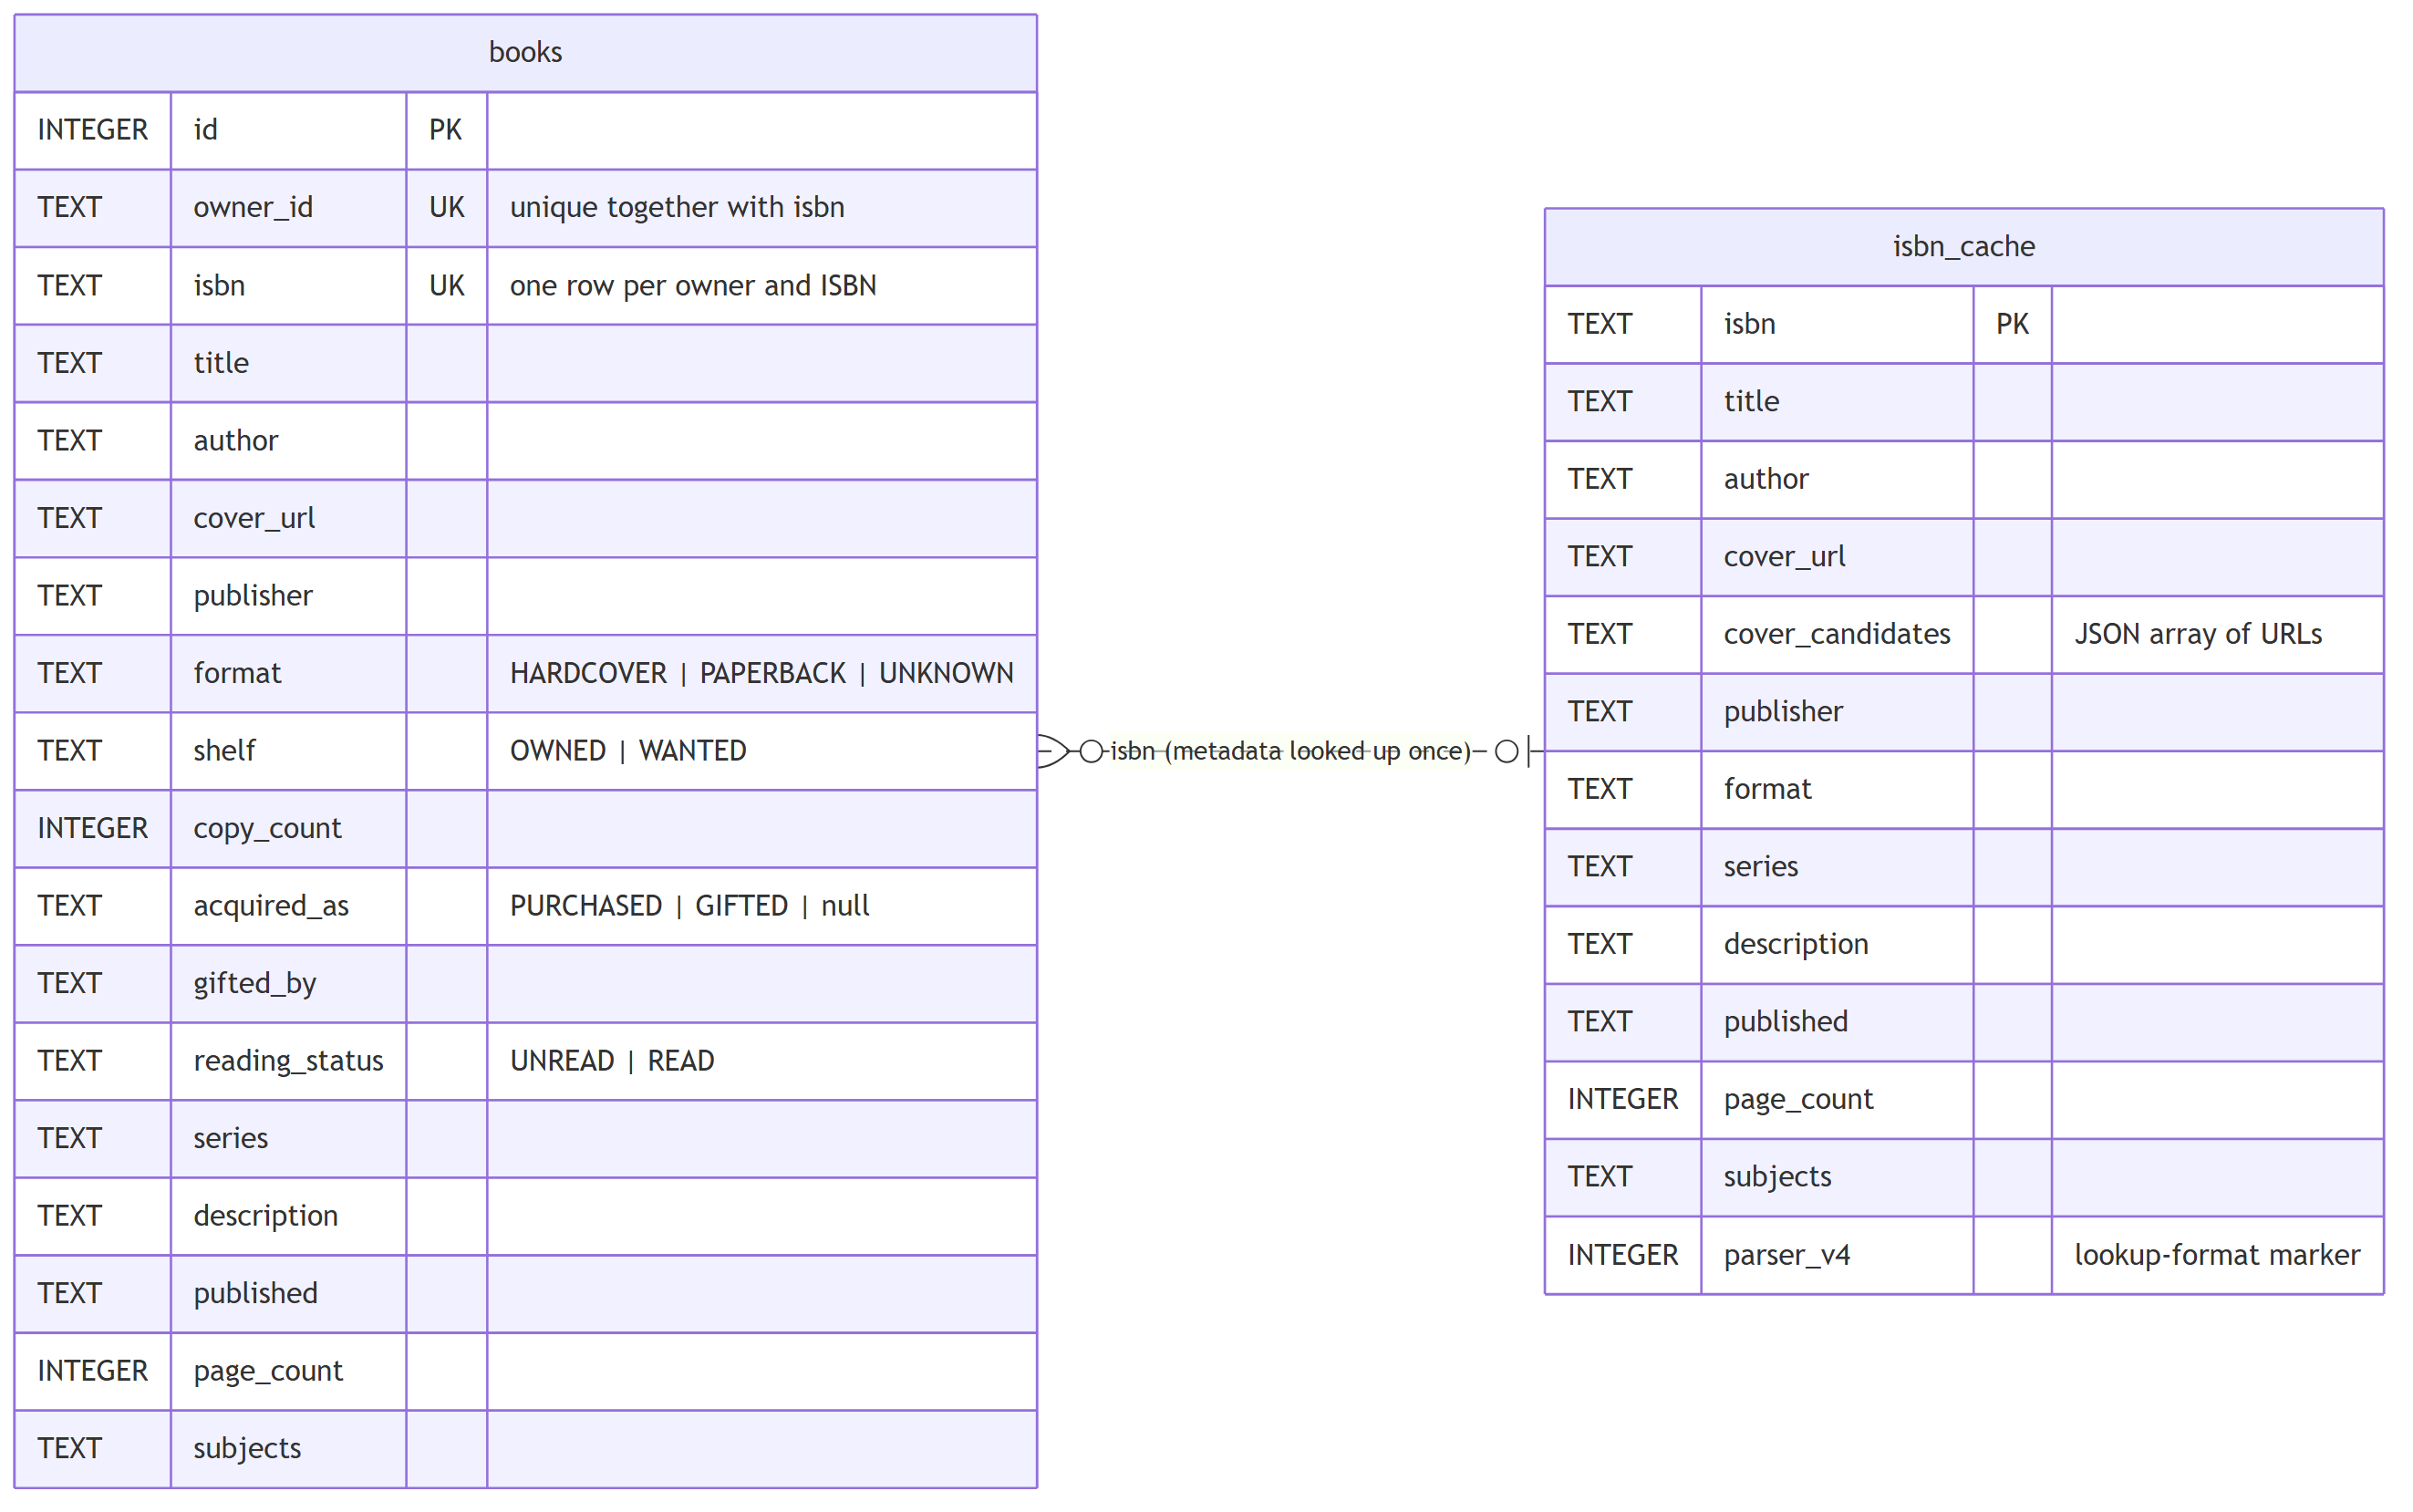 books
INTEGER id PK
TEXT owner_id UK unique together with isbn
TEXT isbn UK one row per owner and ISBN
TEXT title
TEXT author
TEXT cover_url
TEXT publisher
TEXT format HARDCOVER | PAPERBACK | UNKNOWN
TEXT shelf OWNED | WANTED
INTEGER copy_count
TEXT acquired_as PURCHASED | GIFTED | null
TEXT gifted_by
TEXT reading_status UNREAD | READ
TEXT series
TEXT description
TEXT published
INTEGER page_count
TEXT subjects
isbn (metadata looked up once)
isbn_cache
TEXT isbn PK
TEXT title
TEXT author
TEXT cover_url
TEXT cover_candidates JSON array of URLs
TEXT publisher
TEXT format
TEXT series
TEXT description
TEXT published
INTEGER page_count
TEXT subjects
INTEGER parser_v4 lookup-format marker